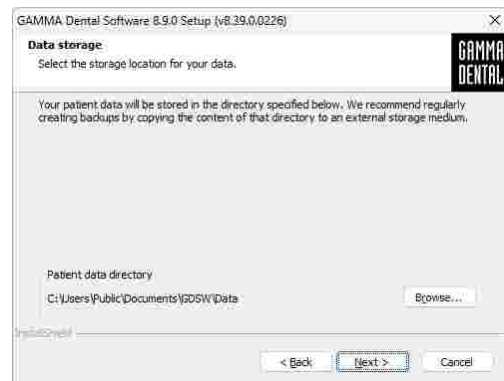 GAMMA Dental Software 8.9.0 Setup (v8.39.0.0226)
Data storage
Select the storage location for your data.
GAMMA
DENTAL
Your patient data will be stored in the directory specified below. We recommend regularly
creating backups by copying the content of that directory to an external storage medium.
Patient data directory
C:\Users\Public\Documents\GDSW\Data
Browse...
InstallShield
< Back
Next >
Cancel